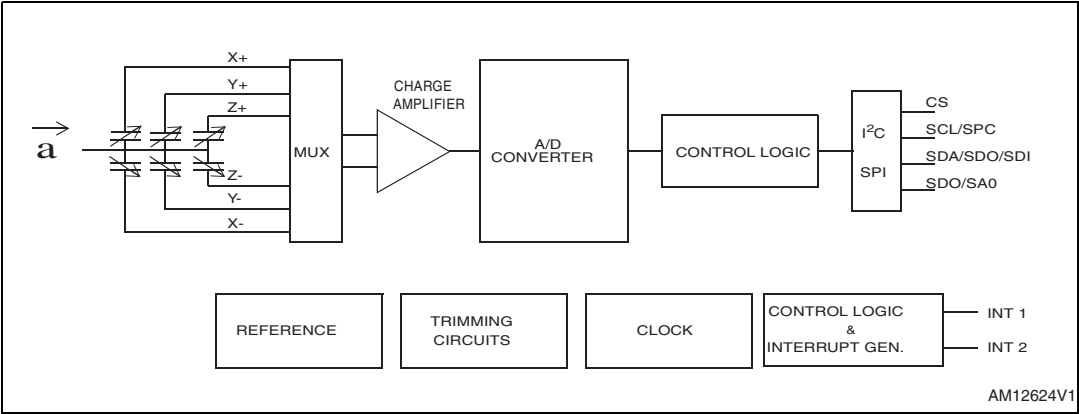 X+
Y+
Z+
a
Z-
Y-
X-
MUX
CHARGE
AMPLIFIER
A/D
CONVERTER
CONTROL LOGIC
I²C
SPI
CS
SCL/SPC
SDA/SDO/SDI
SDO/SA0
REFERENCE
TRIMMING
CIRCUITS
CLOCK
CONTROL LOGIC
&
INTERRUPT GEN.
INT 1
INT 2
AM12624V1